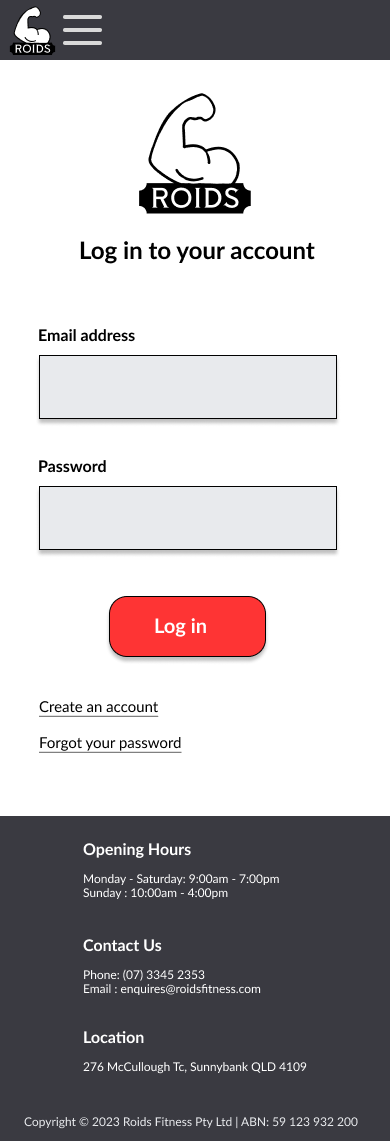 ROIDS
ROIDS
Log in to your account
Email address
Password
Log in
Create an account
Forgot your password
Opening Hours
Monday - Saturday: 9:00am - 7:00pm
Sunday : 10:00am - 4:00pm
Contact Us
Phone: (07) 3345 2353
Email : enquires@roidsfitness.com
Location
276 McCullough Tc, Sunnybank QLD 4109
Copyright © 2023 Roids Fitness Pty Ltd | ABN: 59 123 932 200